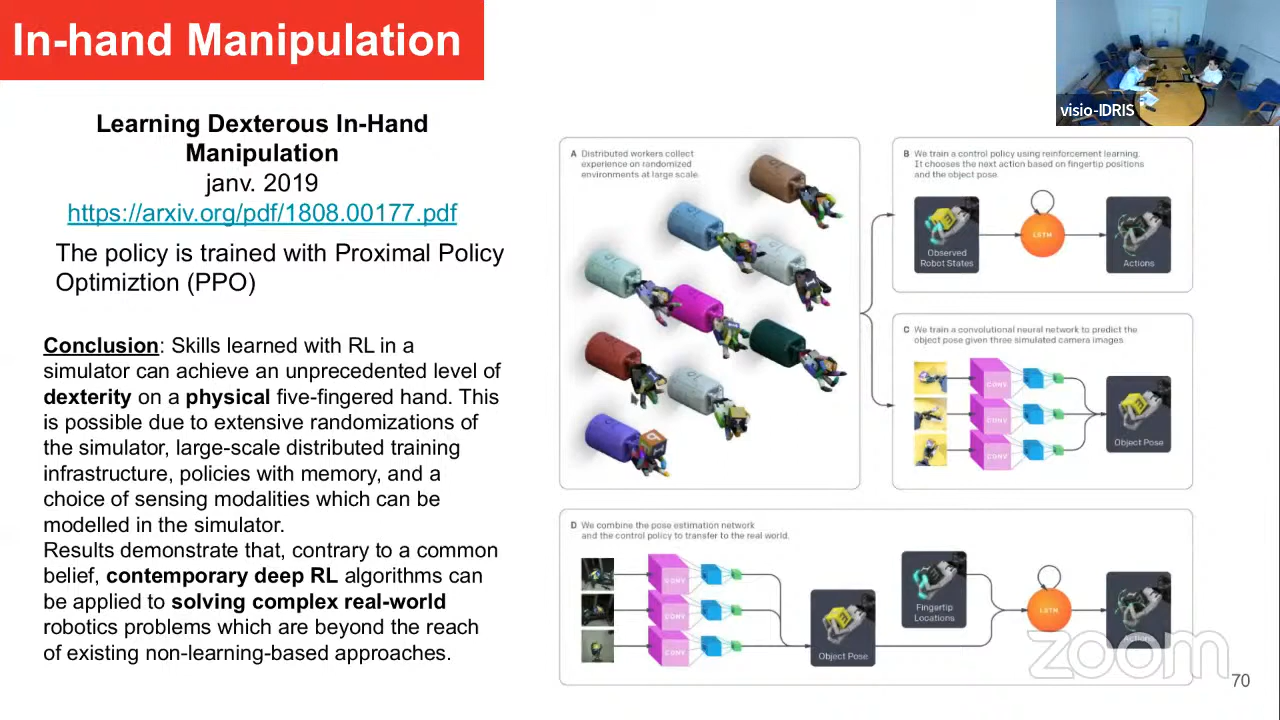 In-hand Manipulation
visio-IDRIS
Learning Dexterous In-Hand
Manipulation
janv. 2019
https://arxiv.org/pdf/1808.00177.pdf
The policy is trained with Proximal Policy
Optimiztion (PPO)
Conclusion: Skills learned with RL in a
simulator can achieve an unprecedented level of
dexterity on a physical five-fingered hand. This
is possible due to extensive randomizations of
the simulator, large-scale distributed training
infrastructure, policies with memory, and a
choice of sensing modalities which can be
modelled in the simulator.
Results demonstrate that, contrary to a common
belief, contemporary deep RL algorithms can
be applied to solving complex real-world
robotics problems which are beyond the reach
of existing non-learning-based approaches.
A Distributed workers collect
experience on randomized
environments at large scale.
B We train a control policy using reinforcement learning.
It chooses the next action based on fingertip positions
and the object pose.
Observed
Robot States
LSTM
Actions
C We train a convolutional neural network to predict the
object pose given three simulated camera images.
CONV
CONV
CONV
Object Pose
D We combine the pose estimation network
and the control policy to transfer to the real world.
CONV
CONV
CONV
Object Pose
Fingertip
Locations
LSTM
Actions
zoom
70